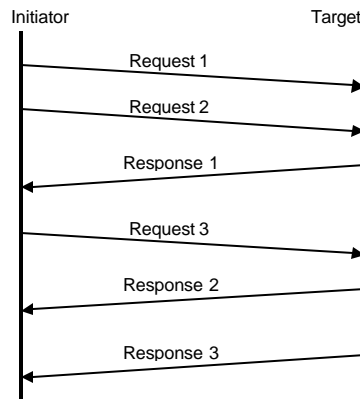 Initiator Target
Request 1
Request 2
Response 1
Request 3
Response 2
Response 3